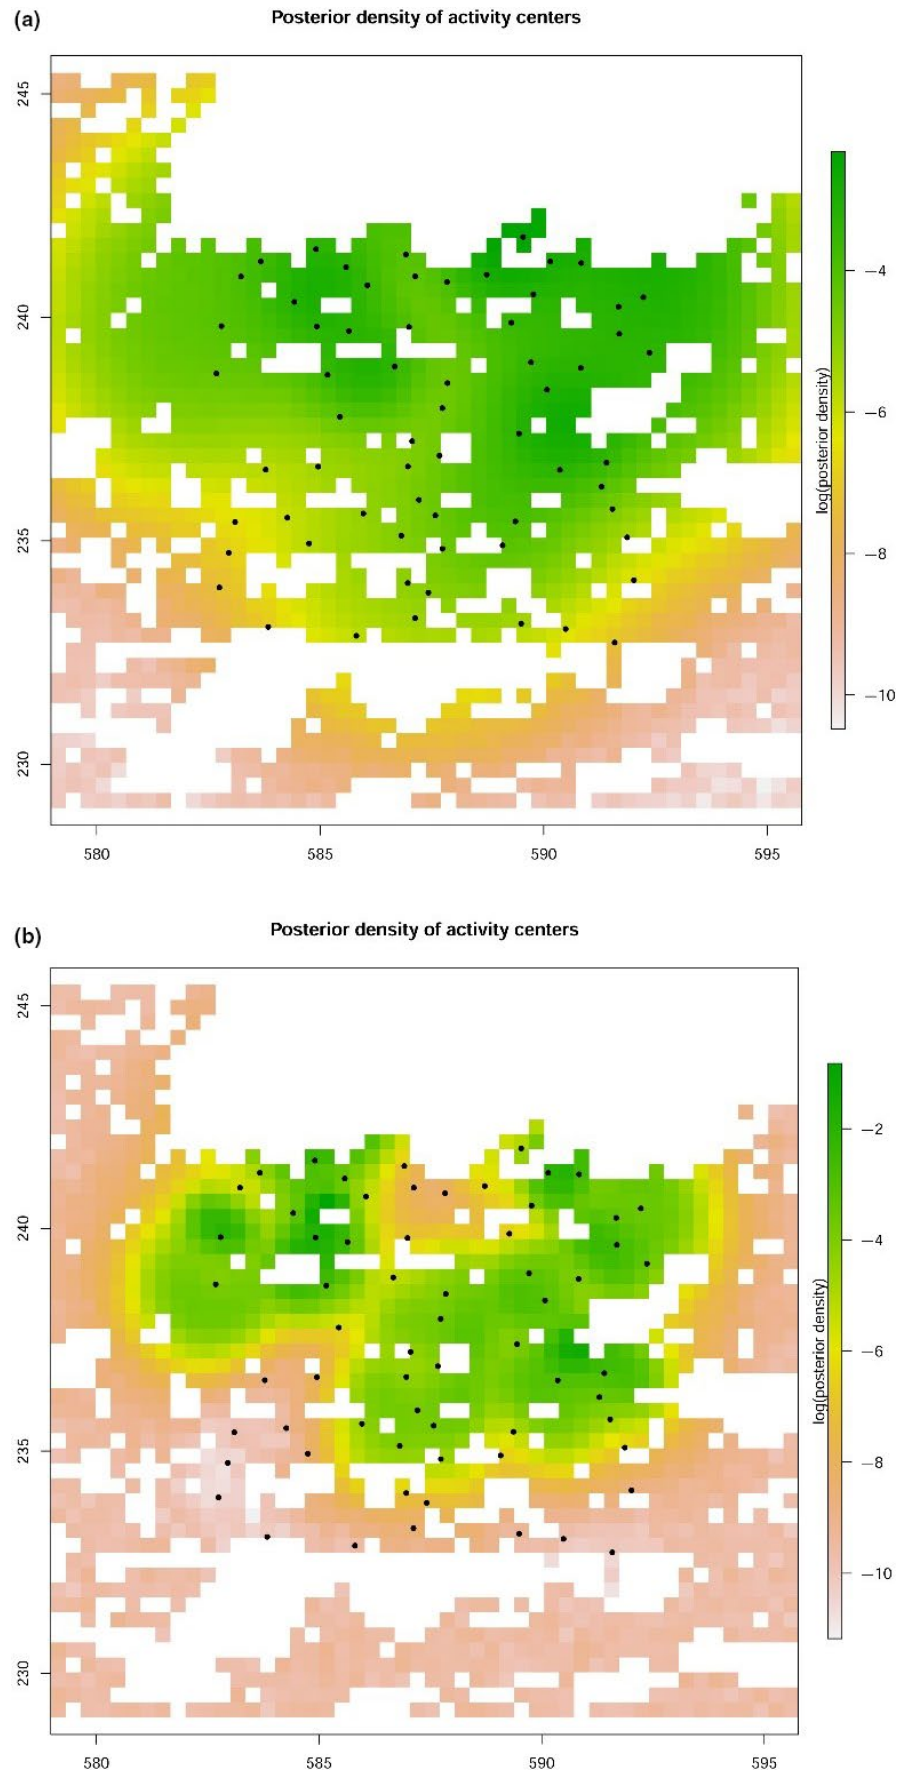 (a)
Posterior density of activity centers
245
240
235
230
580 585 590 595
log(posterior density)
−4
−6
−8
−10
(b)
Posterior density of activity centers
245
240
235
230
580 585 590 595
log(posterior density)
−2
−4
−6
−8
−10